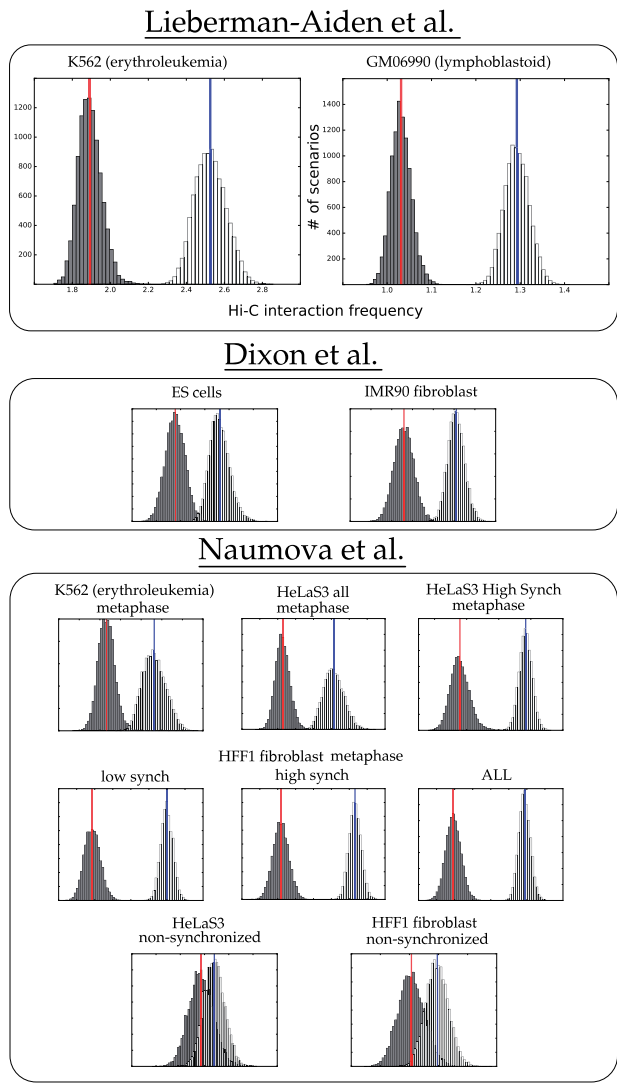 Lieberman-Aiden et al.
K562 (erythroleukemia)
GM06990 (lymphoblastoid)
1200
1000
800
600
400
200
1.8 2.0 2.2 2.4 2.6 2.8
# of scenarios
1600
1400
1200
1000
800
600
400
200
1.0 1.1 1.2 1.3 1.4
Hi-C interaction frequency
Dixon et al.
ES cells
IMR90 fibroblast
Naumova et al.
K562 (erythroleukemia)
metaphase
HeLaS3 all
metaphase
HeLaS3 High Synch
metaphase
HFF1 fibroblast metaphase
low synch
high synch
ALL
HeLaS3
non-synchronized
HFF1 fibroblast
non-synchronized